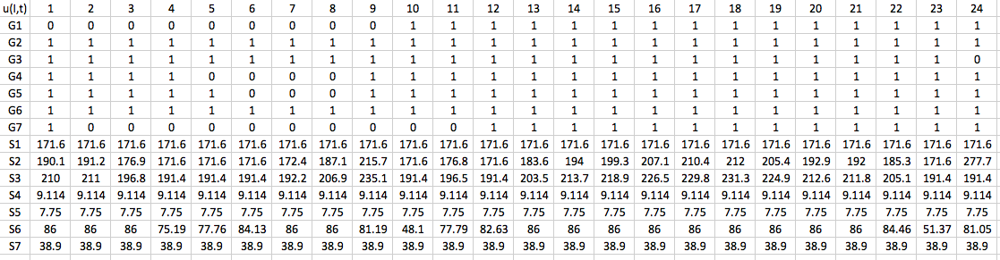 u(I,t) 1 2 3 4 5 6 7 8 9 10 11 12 13 14 15 16 17 18 19 20 21 22 23 24
G1 0 0 0 0 0 0 0 0 0 1 1 1 1 1 1 1 1 1 1 1 1 1 1 1
G2 1 1 1 1 1 1 1 1 1 1 1 1 1 1 1 1 1 1 1 1 1 1 1 1
G3 1 1 1 1 1 1 1 1 1 1 1 1 1 1 1 1 1 1 1 1 1 1 1 0
G4 1 1 1 1 0 0 0 0 1 1 1 1 1 1 1 1 1 1 1 1 1 1 1 1
G5 1 1 1 1 1 0 0 0 1 1 1 1 1 1 1 1 1 1 1 1 1 1 1 1
G6 1 1 1 1 1 1 1 1 1 1 1 1 1 1 1 1 1 1 1 1 1 1 1 1
G7 1 0 0 0 0 0 0 0 0 0 0 1 1 1 1 1 1 1 1 1 1 1 1 1
S1 171.6 171.6 171.6 171.6 171.6 171.6 171.6 171.6 171.6 171.6 171.6 171.6 171.6 171.6 171.6 171.6 171.6 171.6 171.6 171.6 171.6 171.6 171.6 171.6
S2 190.1 191.2 176.9 171.6 171.6 171.6 172.4 187.1 215.7 171.6 176.8 171.6 183.6 194 199.3 207.1 210.4 212 205.4 192.9 192 185.3 171.6 277.7
S3 210 211 196.8 191.4 191.4 191.4 192.2 206.9 235.1 191.4 196.5 191.4 203.5 213.7 218.9 226.5 229.8 231.3 224.9 212.6 211.8 205.1 191.4 191.4
S4 9.114 9.114 9.114 9.114 9.114 9.114 9.114 9.114 9.114 9.114 9.114 9.114 9.114 9.114 9.114 9.114 9.114 9.114 9.114 9.114 9.114 9.114 9.114 9.114
S5 7.75 7.75 7.75 7.75 7.75 7.75 7.75 7.75 7.75 7.75 7.75 7.75 7.75 7.75 7.75 7.75 7.75 7.75 7.75 7.75 7.75 7.75 7.75 7.75
S6 86 86 86 75.19 77.76 84.13 86 86 81.19 48.1 77.79 82.63 86 86 86 86 86 86 86 86 86 84.46 51.37 81.05
S7 38.9 38.9 38.9 38.9 38.9 38.9 38.9 38.9 38.9 38.9 38.9 38.9 38.9 38.9 38.9 38.9 38.9 38.9 38.9 38.9 38.9 38.9 38.9 38.9